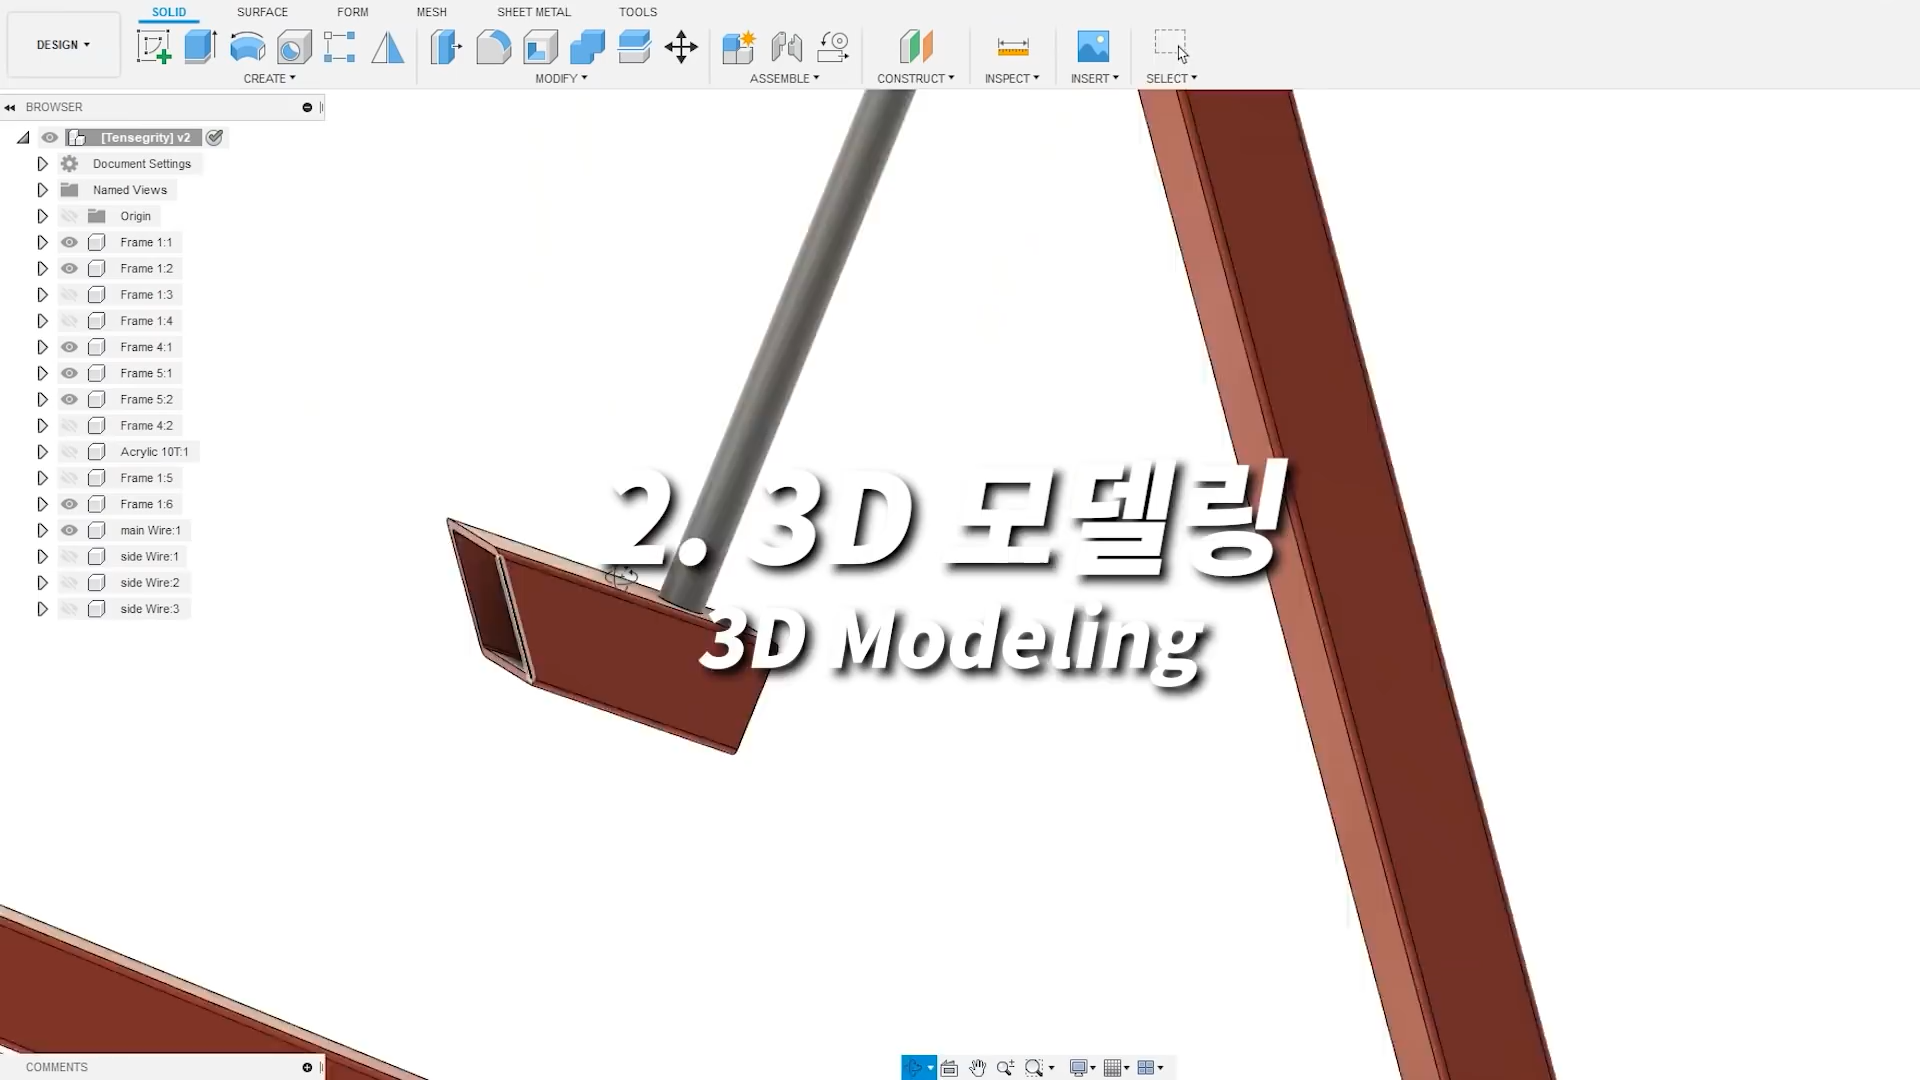 SOLID SURFACE FORM MESH SHEET METAL TOOLS
DESIGN
CREATE MODIFY ASSEMBLE CONSTRUCT INSPECT INSERT SELECT
BROWSER
[Tensegrity] v2
Document Settings
Named Views
Origin
Frame 1:1
Frame 1:2
Frame 1:3
Frame 1:4
Frame 4:1
Frame 5:1
Frame 5:2
Frame 4:2
Acrylic 10T:1
Frame 1:5
Frame 1:6
main Wire:1
side Wire:1
side Wire:2
side Wire:3
2. 3D 모델링
3D Modeling
COMMENTS